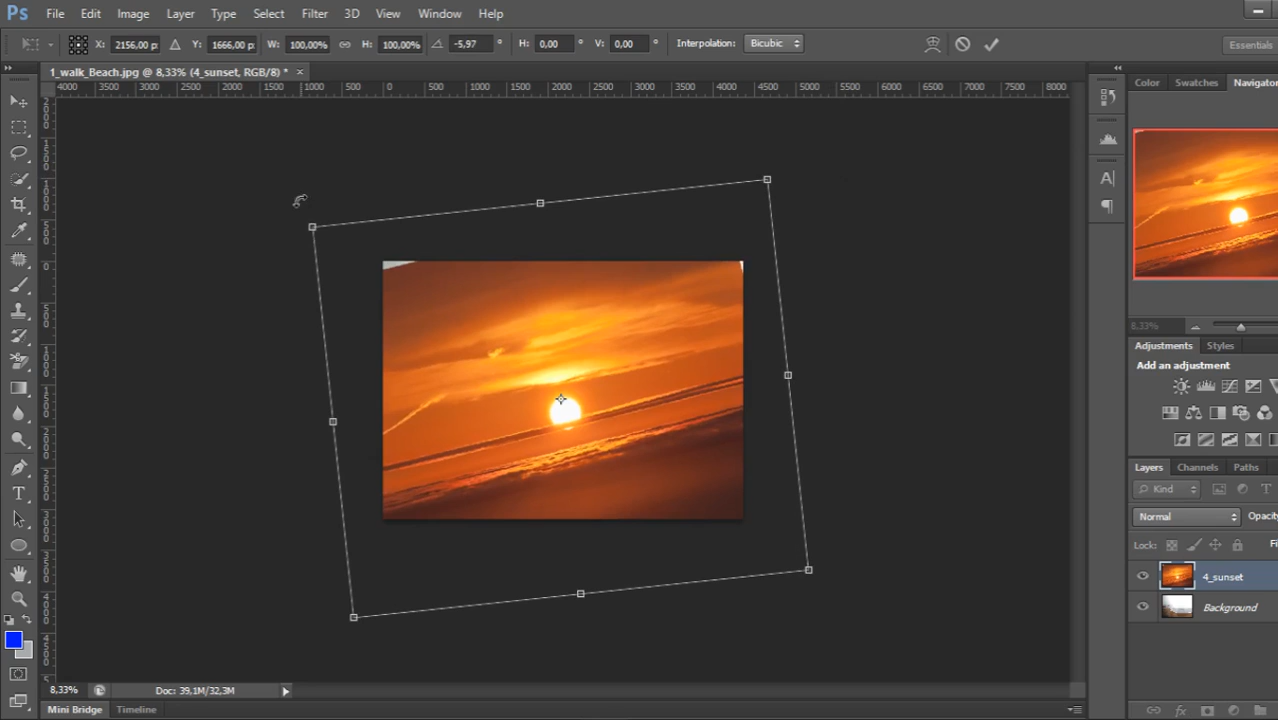 Ps File Edit Image Layer Type Select Filter 3D View Window Help
X: 2156,00 p Y: 1666,00 p W: 100,00% H: 100,00% -5,97 ° H: 0,00 ° V: 0,00 ° Interpolation: Bicubic Essentials
1_walk_Beach.jpg @ 8,33% (4_sunset, RGB/8) * ×
Color Swatches Navigator
4000 3500 3000 2500 2000 1500 1000 500 0 500 1000 1500 2000 2500 3000 3500 4000 4500 5000 5500 6000 6500 7000 7500 8000
8,33%
Adjustments Styles
Add an adjustment
Layers Channels Paths
Kind
Normal Opacity
Lock: Fi
4_sunset
Background
8,33% Doc: 39,1M/32,3M
Mini Bridge Timeline